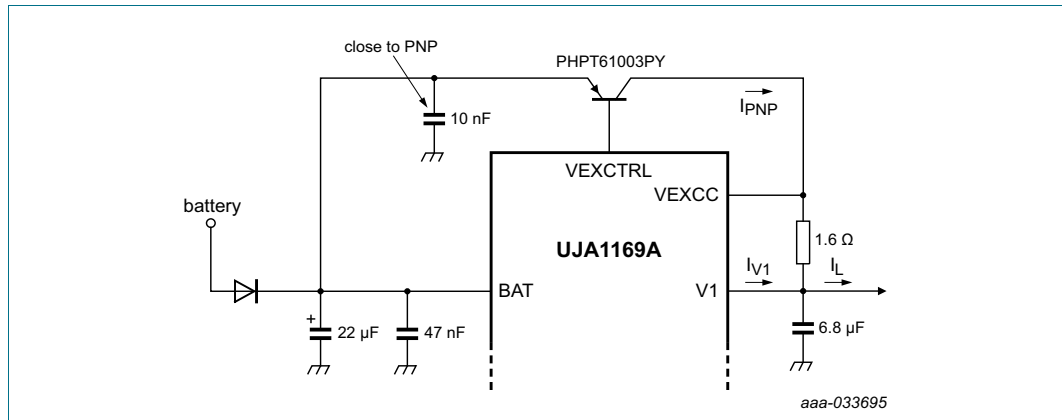 close to PNP
PHPT61003PY
IPNP
10 nF
VEXCTRL
VEXCC
battery
UJA1169A
1.6 Ω
IV1
IL
BAT
V1
+
22 µF
47 nF
6.8 µF
aaa-033695